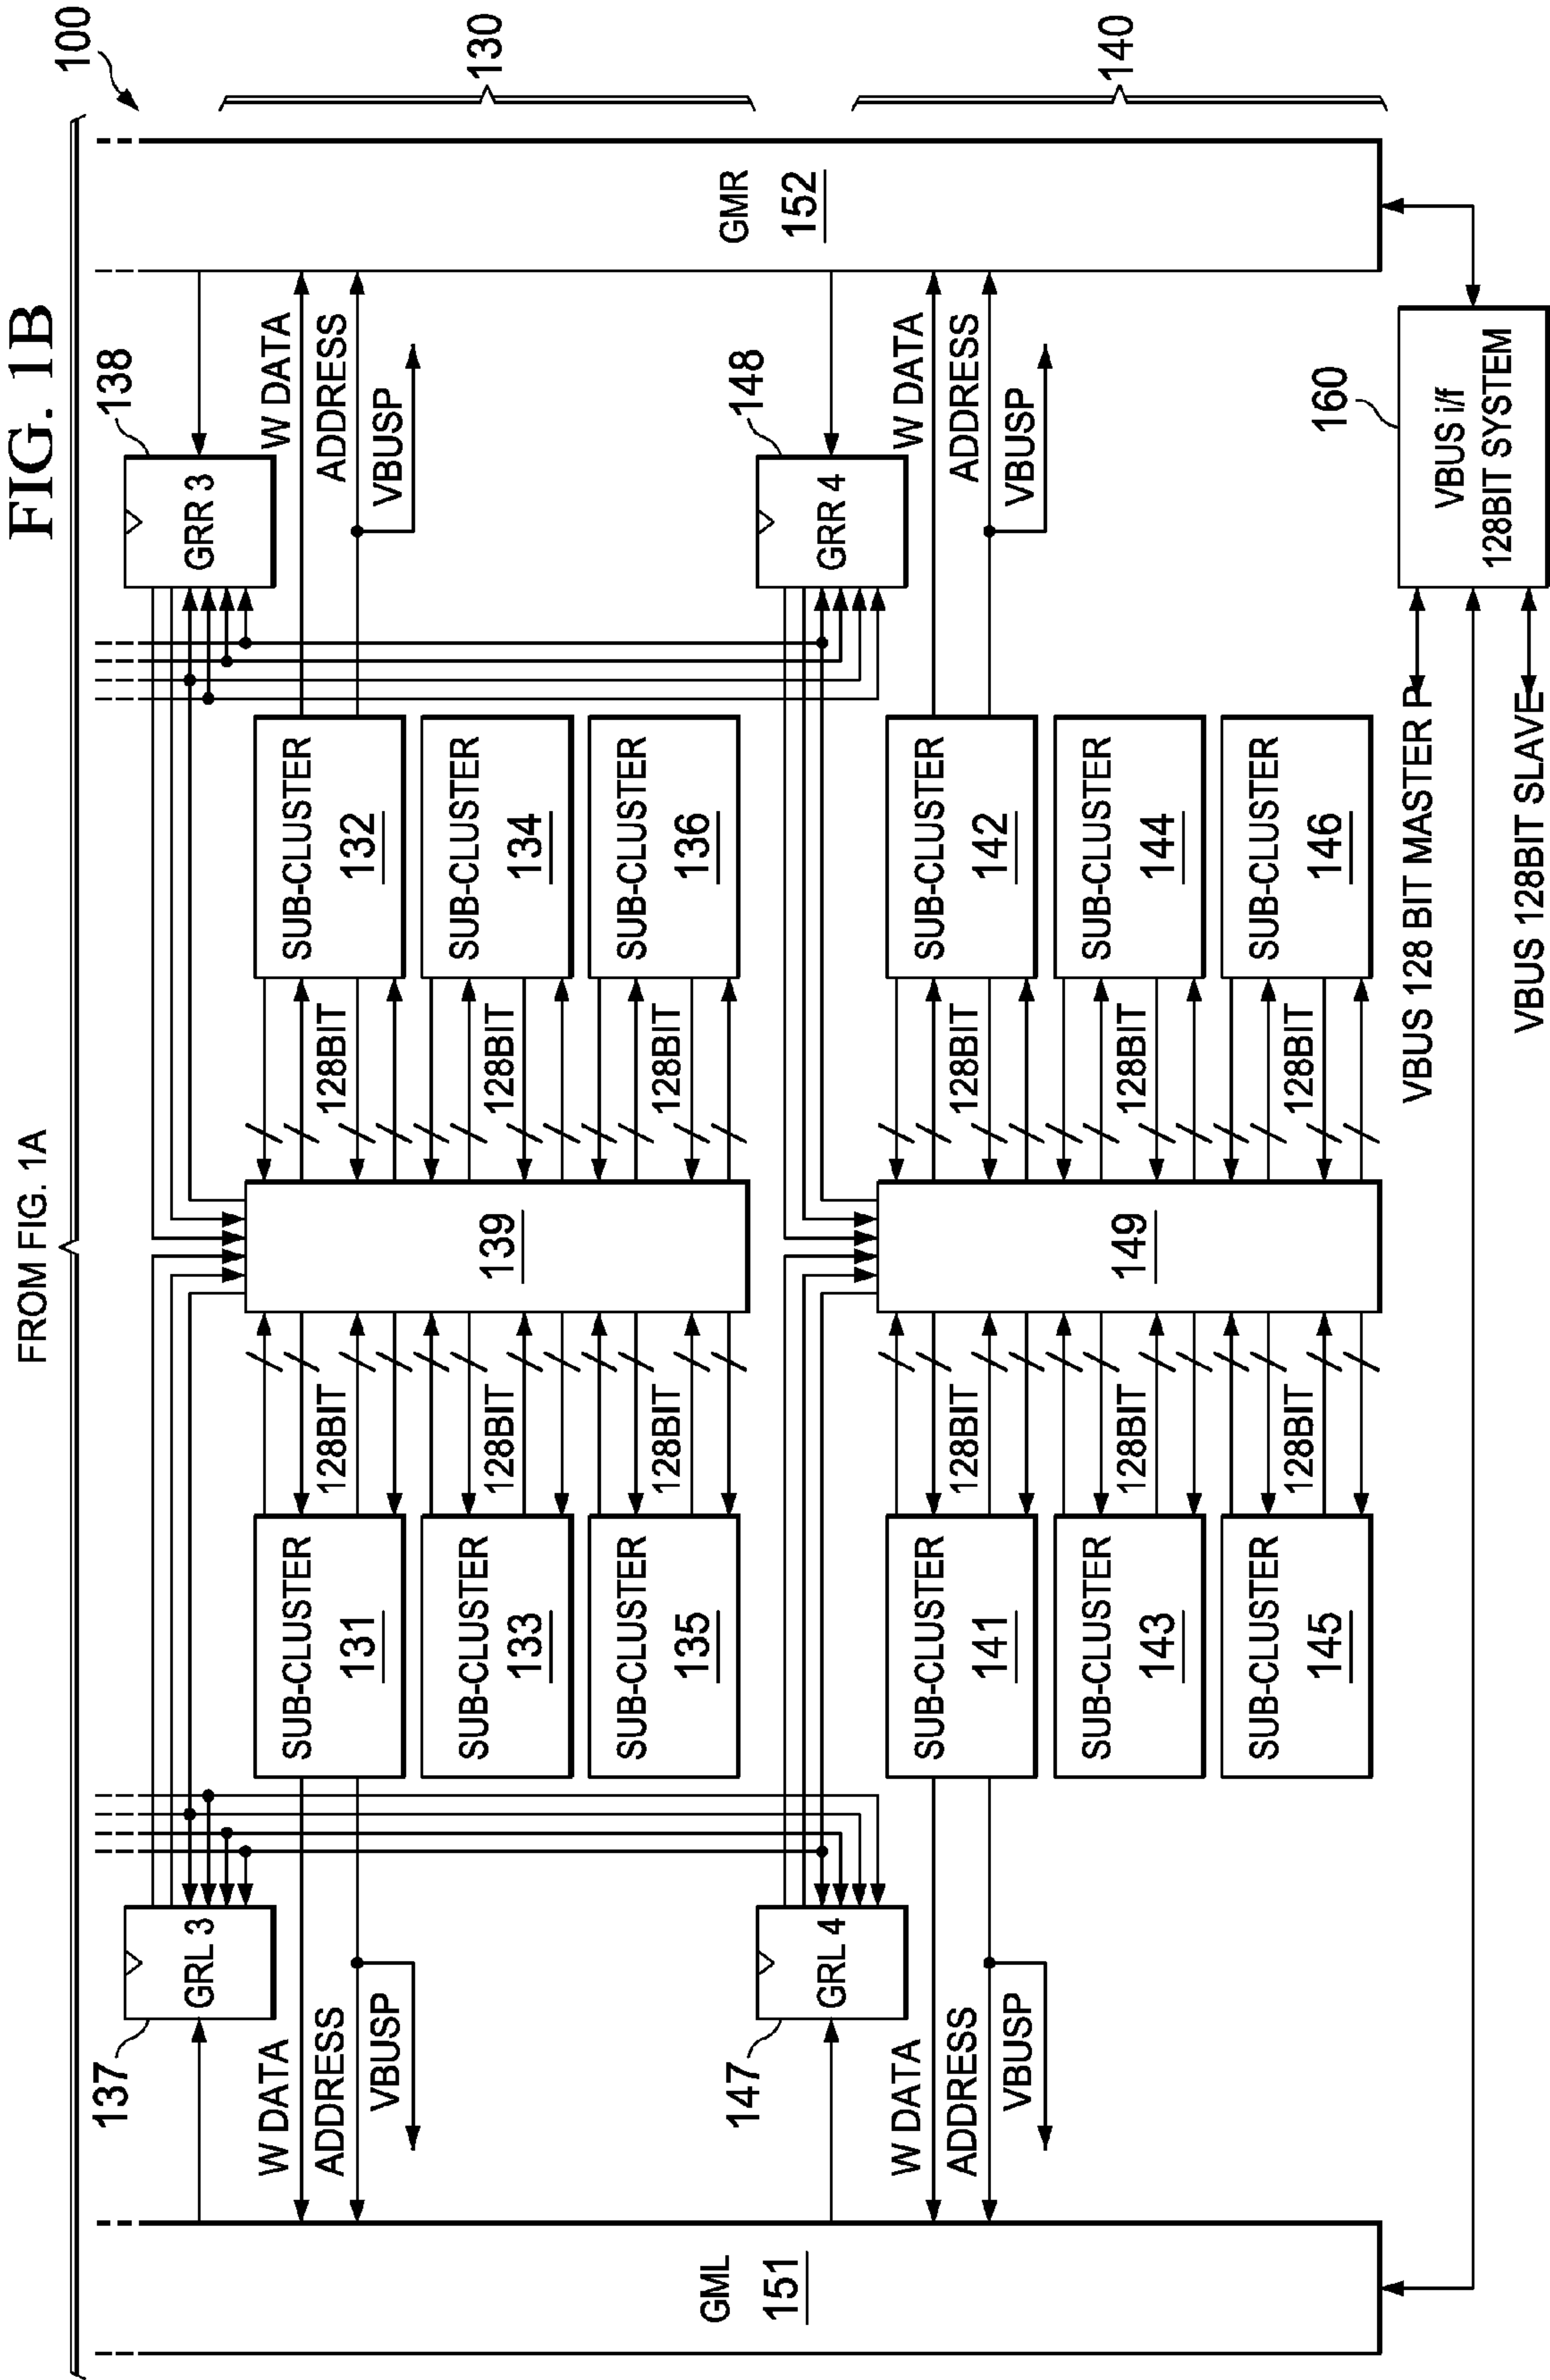 FIG. 1B
FROM FIG. 1A
100
137
GRL 3
GRR 3
138
130
W DATA
ADDRESS
VBUSP
SUB-CLUSTER
131
128BIT
139
128BIT
SUB-CLUSTER
132
W DATA
ADDRESS
VBUSP
SUB-CLUSTER
133
128BIT
128BIT
SUB-CLUSTER
134
SUB-CLUSTER
135
128BIT
128BIT
SUB-CLUSTER
136
GML
151
GMR
152
147
GRL 4
GRR 4
148
140
W DATA
ADDRESS
VBUSP
SUB-CLUSTER
141
128BIT
149
128BIT
SUB-CLUSTER
142
W DATA
ADDRESS
VBUSP
SUB-CLUSTER
143
128BIT
128BIT
SUB-CLUSTER
144
SUB-CLUSTER
145
128BIT
128BIT
SUB-CLUSTER
146
160
VBUS 128 BIT MASTER P
VBUS i/f
128BIT SYSTEM
VBUS 128BIT SLAVE